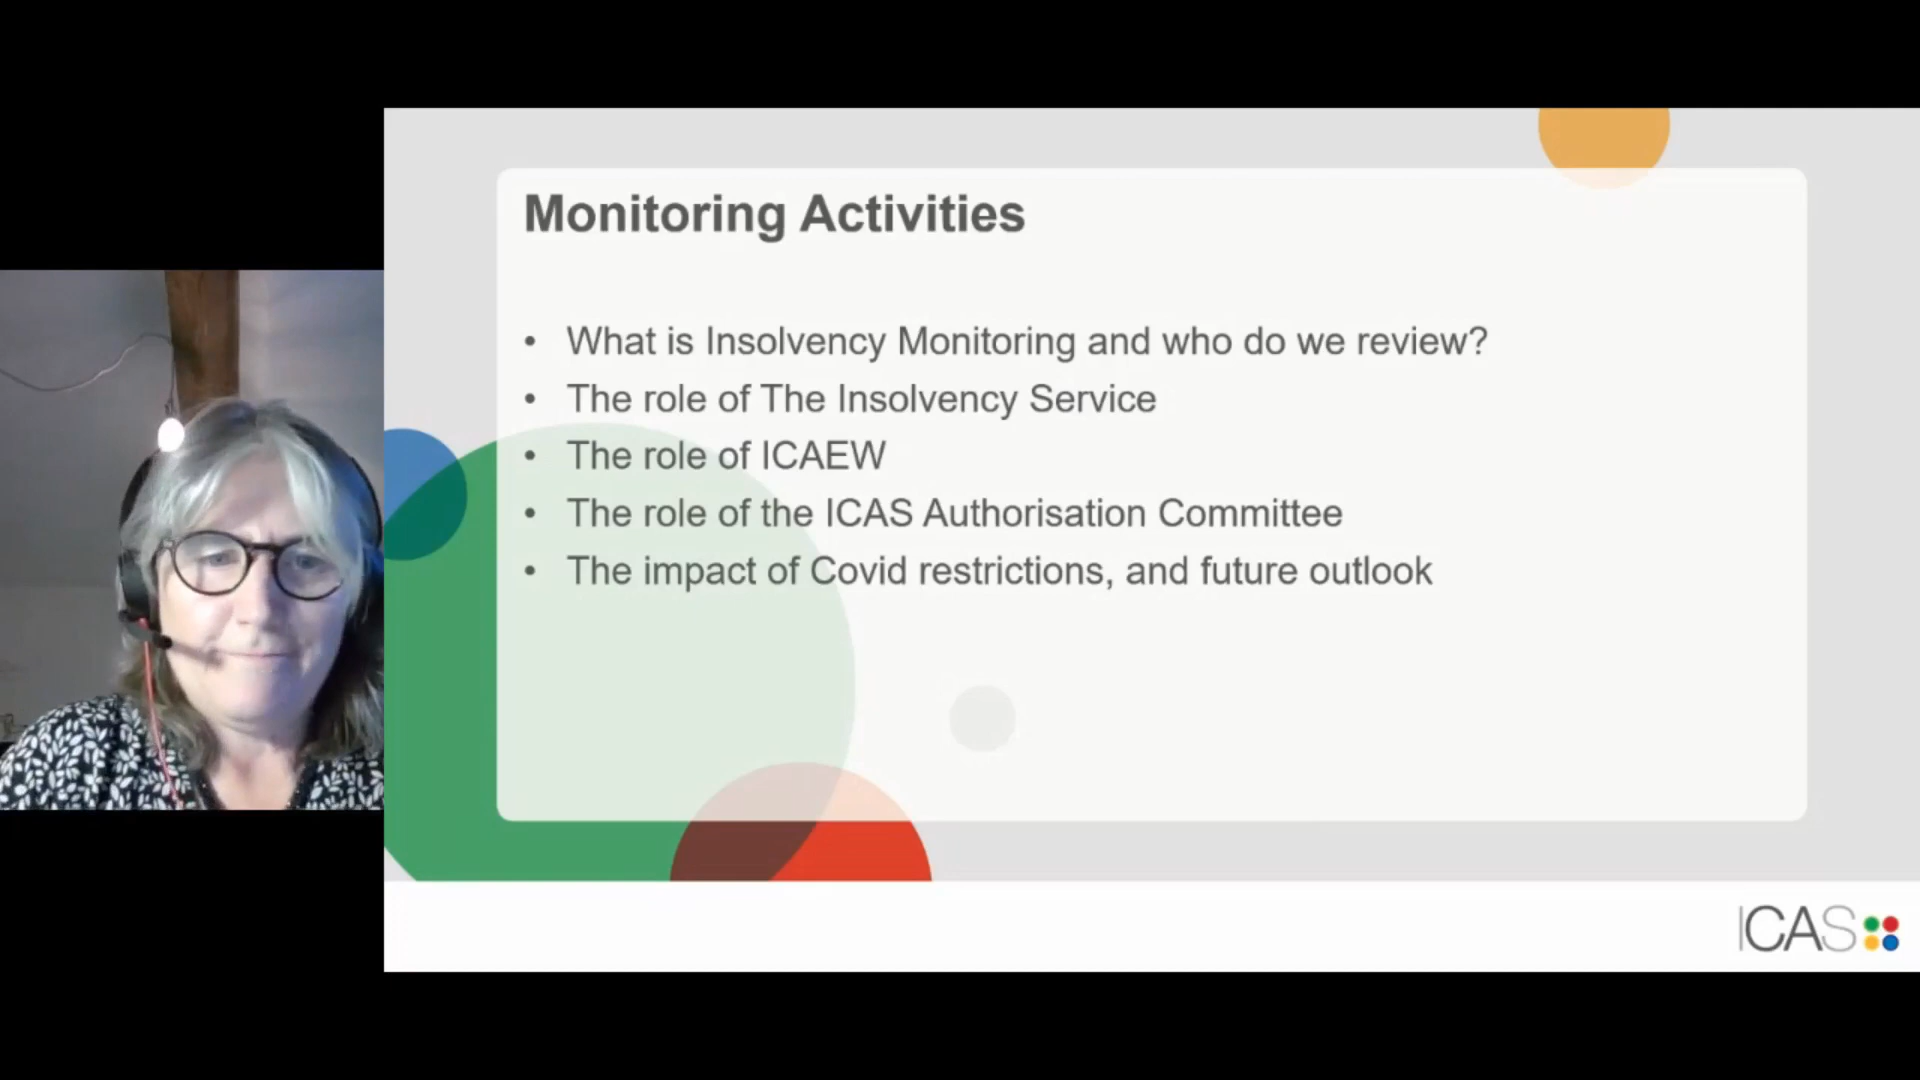 Monitoring Activities
• What is Insolvency Monitoring and who do we review?
• The role of The Insolvency Service
• The role of ICAEW
• The role of the ICAS Authorisation Committee
• The impact of Covid restrictions, and future outlook
ICAS